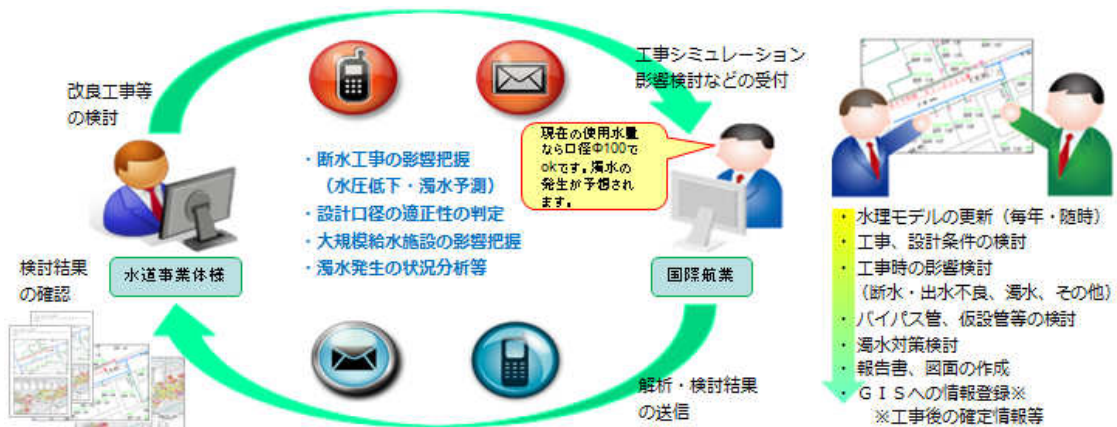 改良工事等
の検討
工事シミュレーション
影響検討などの受付
現在の使用水量
なら口径Φ100で
okです。濁水の
発生が予想され
ます。
・断水工事の影響把握
（水圧低下・濁水予測）
・設計口径の適正性の判定
・大規模給水施設の影響把握
・濁水発生の状況分析等
水道事業体様
国際航業
検討結果
の確認
解析・検討結果
の送信
・水理モデルの更新（毎年・随時）
・工事、設計条件の検討
・工事時の影響検討
（断水・出水不良、濁水、その他）
・バイパス管、仮設管等の検討
・濁水対策検討
・報告書、図面の作成
・ＧＩＳへの情報登録※
※工事後の確定情報等